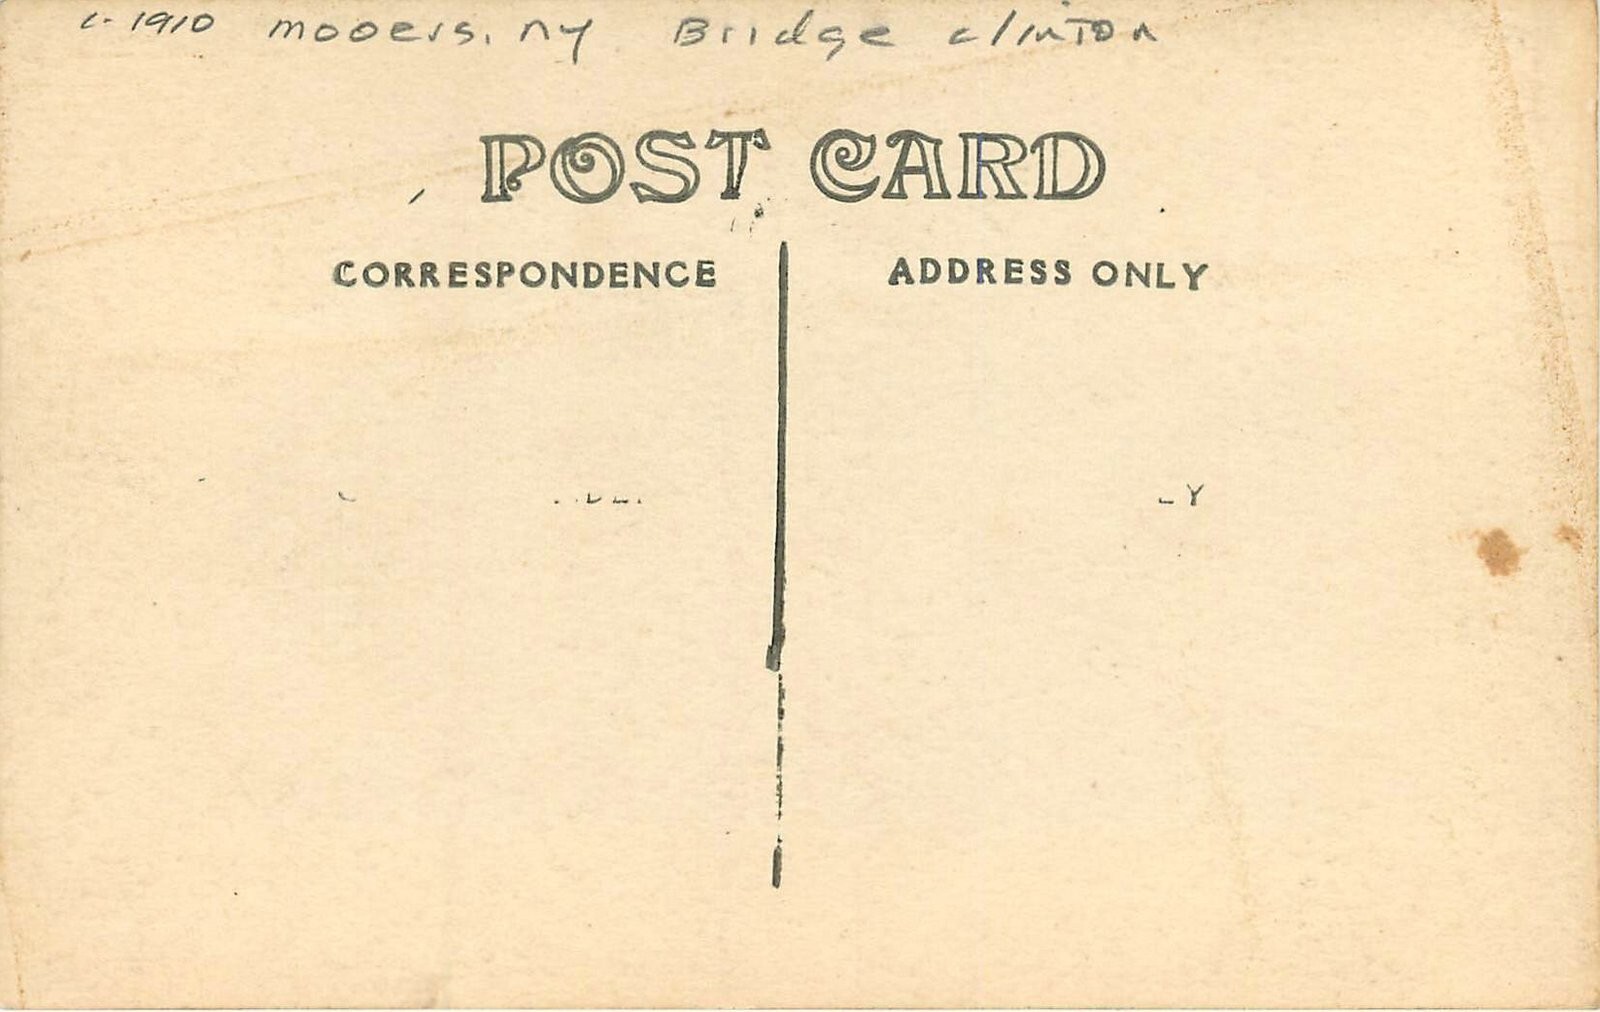 c- 1910 mooers, ny Bridge clinton
POST CARD
CORRESPONDENCE ADDRESS ONLY